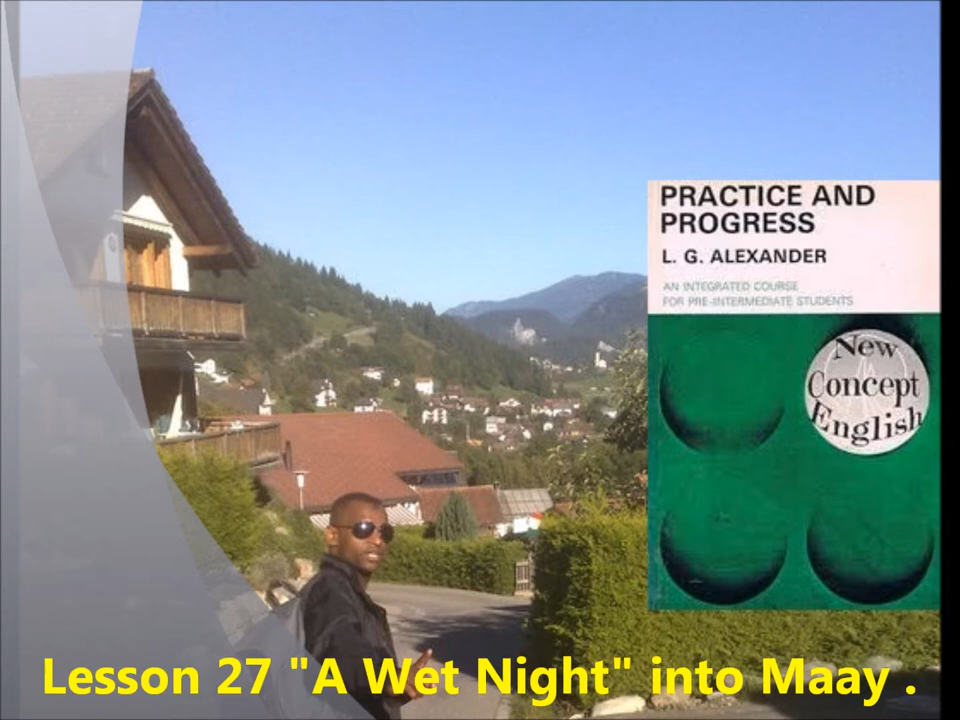 PRACTICE AND
PROGRESS
L. G. ALEXANDER
AN INTEGRATED COURSE
FOR PRE-INTERMEDIATE STUDENTS
New
Concept
English
Lesson 27 "A Wet Night" into Maay .